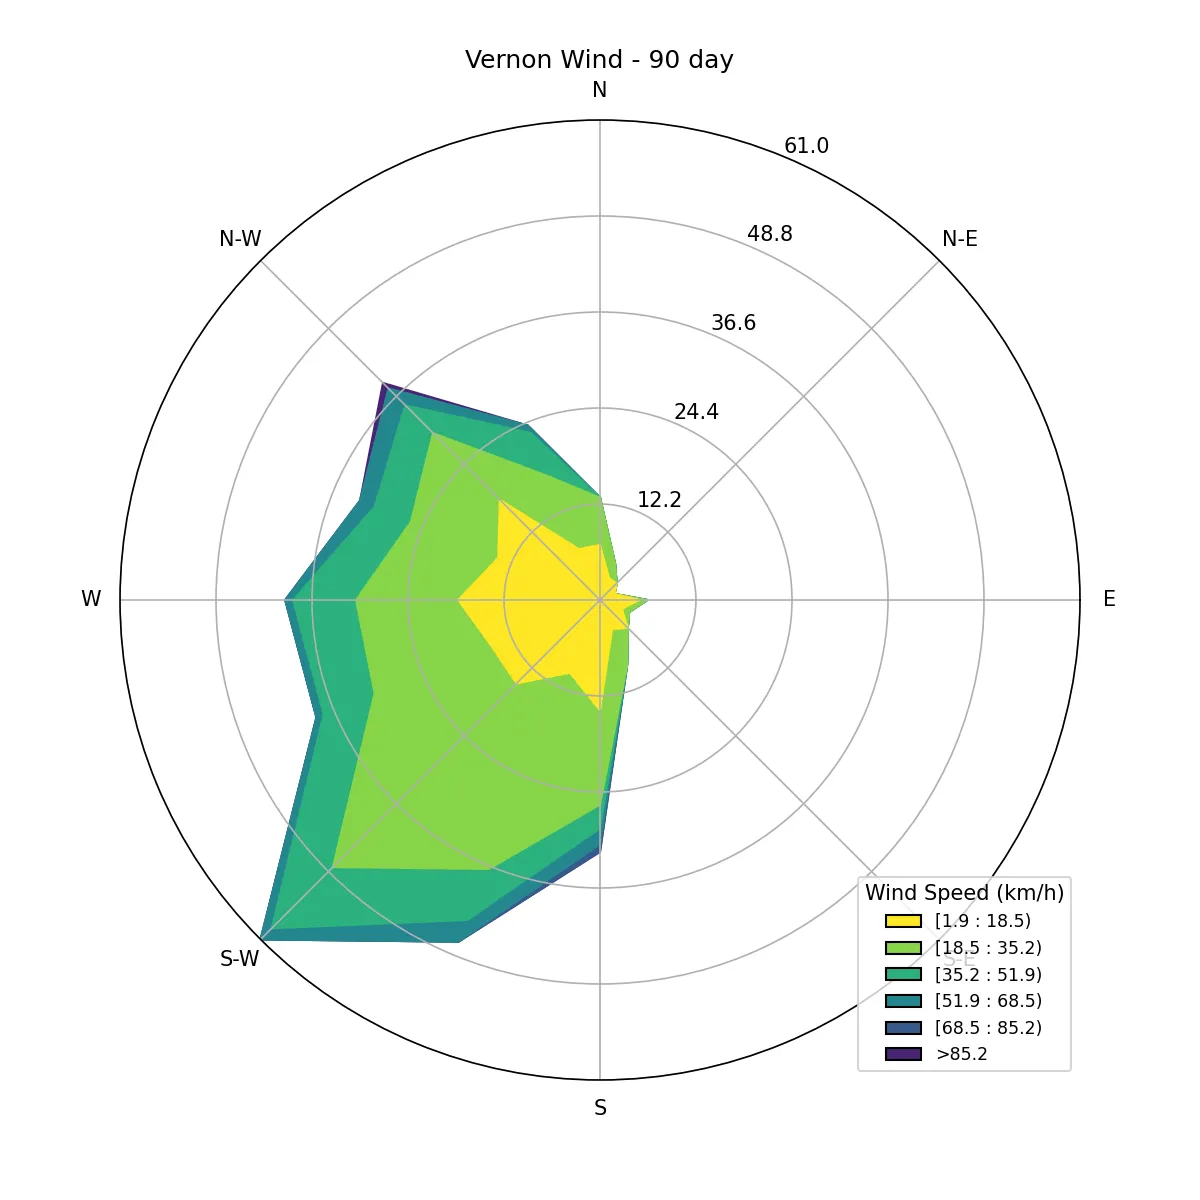 Vernon Wind - 90 day
N
61.0
N-W
N-E
48.8
36.6
24.4
12.2
W
E
S-W
S-E
S
Wind Speed (km/h)
[1.9 : 18.5)
[18.5 : 35.2)
[35.2 : 51.9)
[51.9 : 68.5)
[68.5 : 85.2)
>85.2